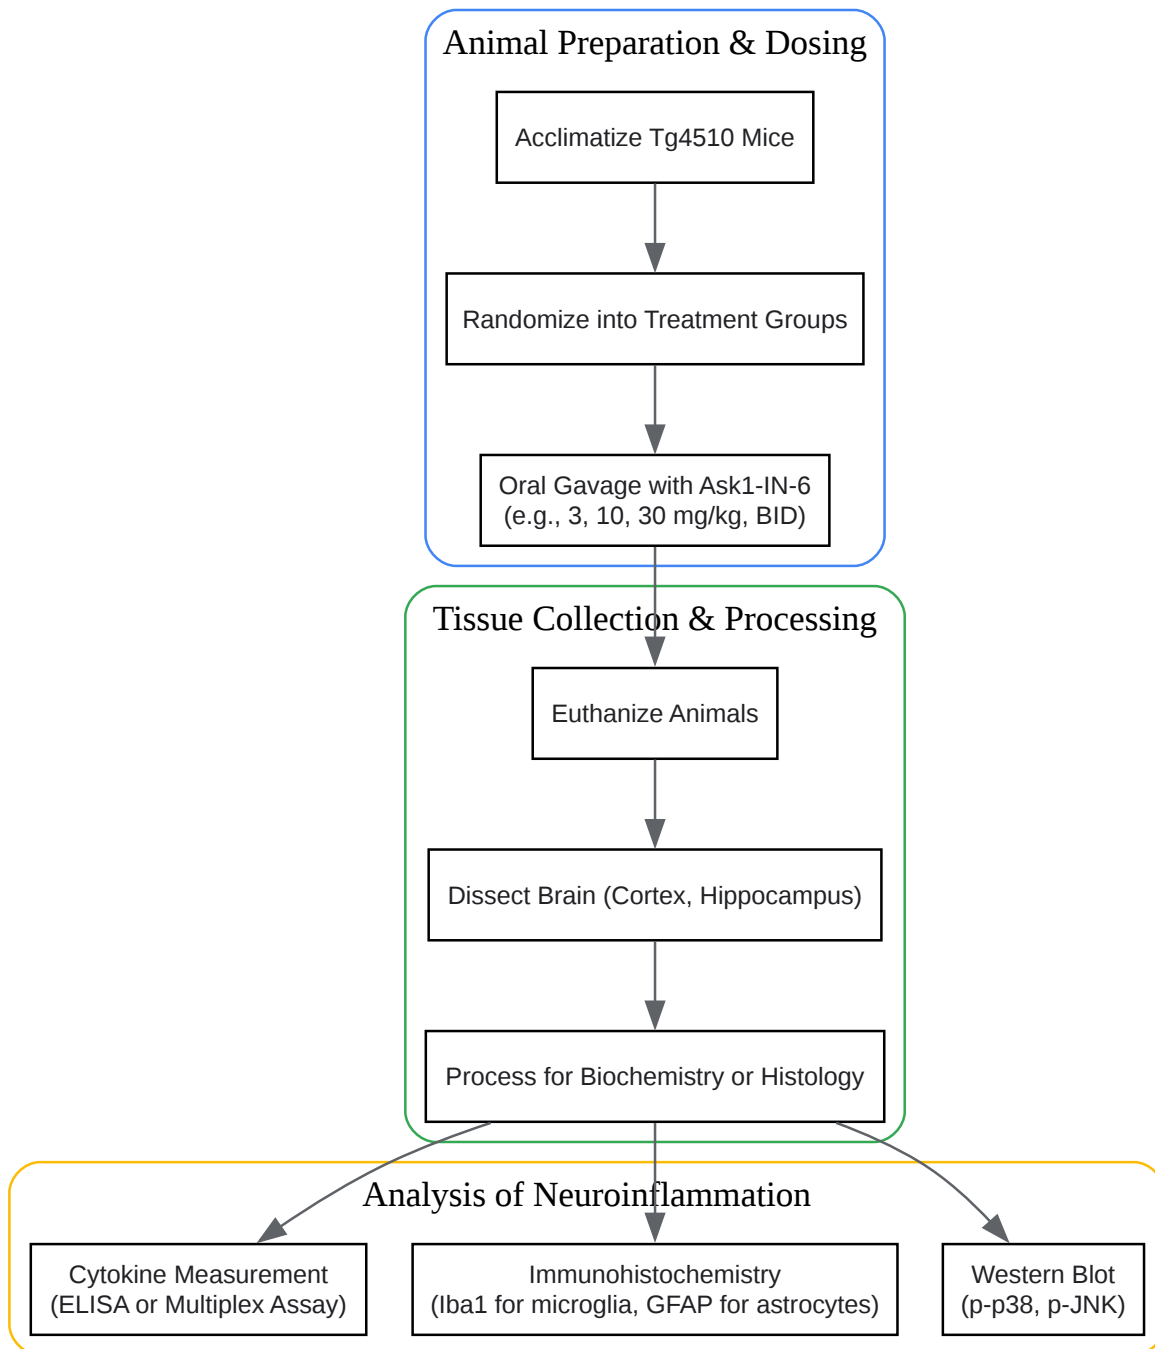 Animal Preparation & Dosing
Acclimatize Tg4510 Mice
Randomize into Treatment Groups
Oral Gavage with Ask1-IN-6
(e.g., 3, 10, 30 mg/kg, BID)
Tissue Collection & Processing
Euthanize Animals
Dissect Brain (Cortex, Hippocampus)
Process for Biochemistry or Histology
Analysis of Neuroinflammation
Cytokine Measurement
(ELISA or Multiplex Assay)
Immunohistochemistry
(Iba1 for microglia, GFAP for astrocytes)
Western Blot
(p-p38, p-JNK)